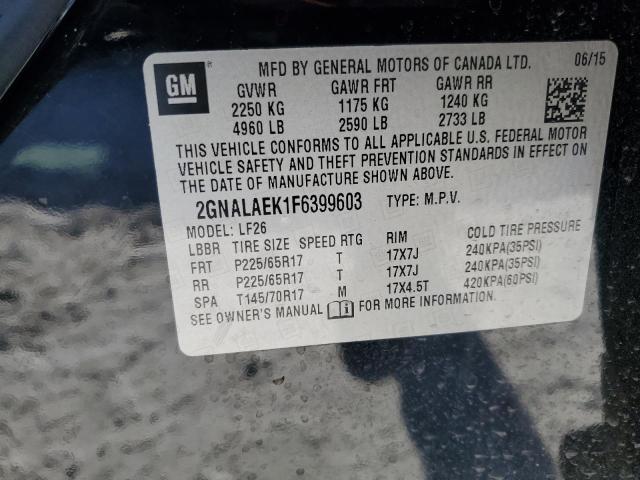 GM
MFD BY GENERAL MOTORS OF CANADA LTD. 06/15
GVWR GAWR FRT GAWR RR
2250 KG 1175 KG 1240 KG
4960 LB 2590 LB 2733 LB
THIS VEHICLE CONFORMS TO ALL APPLICABLE U.S. FEDERAL MOTOR
VEHICLE SAFETY AND THEFT PREVENTION STANDARDS IN EFFECT ON
THE DATE OF MANUFACTURE SHOWN ABOVE.
2GNALAEK1F6399603 TYPE: M.P.V.
MODEL: LF26
LBBR TIRE SIZE SPEED RTG RIM COLD TIRE PRESSURE
FRT P225/65R17 T 17X7J 240KPA(35PSI)
RR P225/65R17 T 17X7J 240KPA(35PSI)
SPA T145/70R17 M 17X4.5T 420KPA(60PSI)
SEE OWNER'S MANUAL FOR MORE INFORMATION.